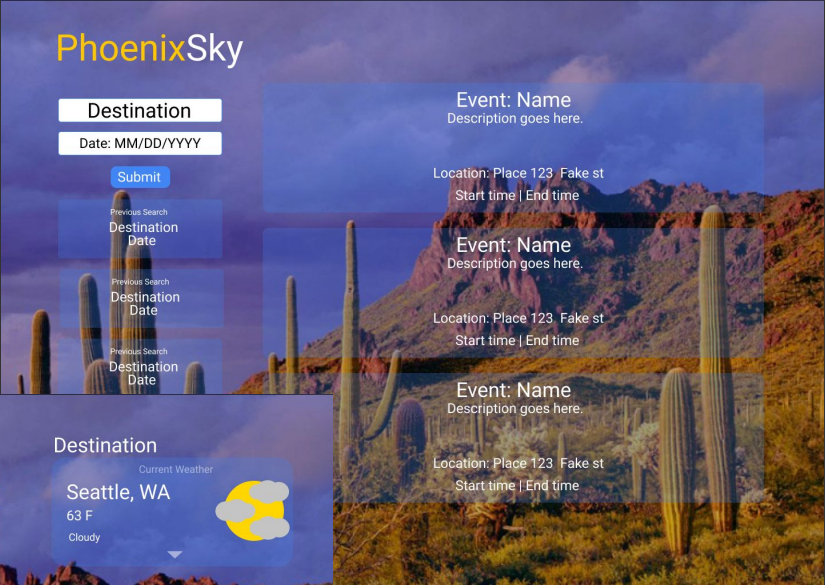 PhoenixSky
Destination
Date: MM/DD/YYYY
Submit
Previous Search
Destination
Date
Previous Search
Destination
Date
Previous Search
Destination
Date
Event: Name
Description goes here.
Location: Place 123 Fake st
Start time | End time
Event: Name
Description goes here.
Location: Place 123 Fake st
Start time | End time
Event: Name
Description goes here.
Location: Place 123 Fake st
Start time | End time
Destination
Current Weather
Seattle, WA
63 F
Cloudy